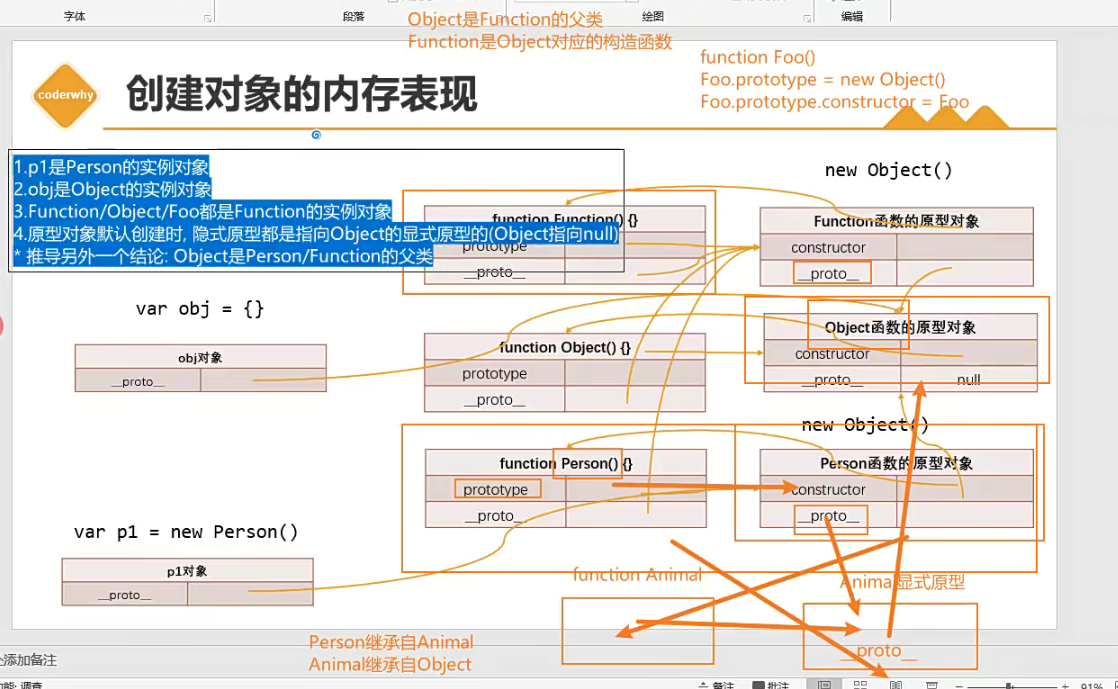 字体
段落
绘图
编辑
Object是Function的父类
Function是Object对应的构造函数
function Foo()
Foo.prototype = new Object()
Foo.prototype.constructor = Foo
coderwhy
创建对象的内存表现
1.p1是Person的实例对象
2.obj是Object的实例对象
3.Function/Object/Foo都是Function的实例对象
4.原型对象默认创建时, 隐式原型都是指向Object的显式原型的(Object指向null)
* 推导另外一个结论: Object是Person/Function的父类
new Object()
function Function() {}
prototype
__proto__
Function函数的原型对象
constructor
__proto__
var obj = {}
obj对象
__proto__
function Object() {}
prototype
__proto__
Object函数的原型对象
constructor
__proto__ null
new Object()
function Person() {}
prototype
__proto__
Person函数的原型对象
constructor
__proto__
var p1 = new Person()
p1对象
__proto__
function Animal
Animal显式原型
__proto__
Person继承自Animal
Animal继承自Object
添加备注
调查
备注
批注
91%